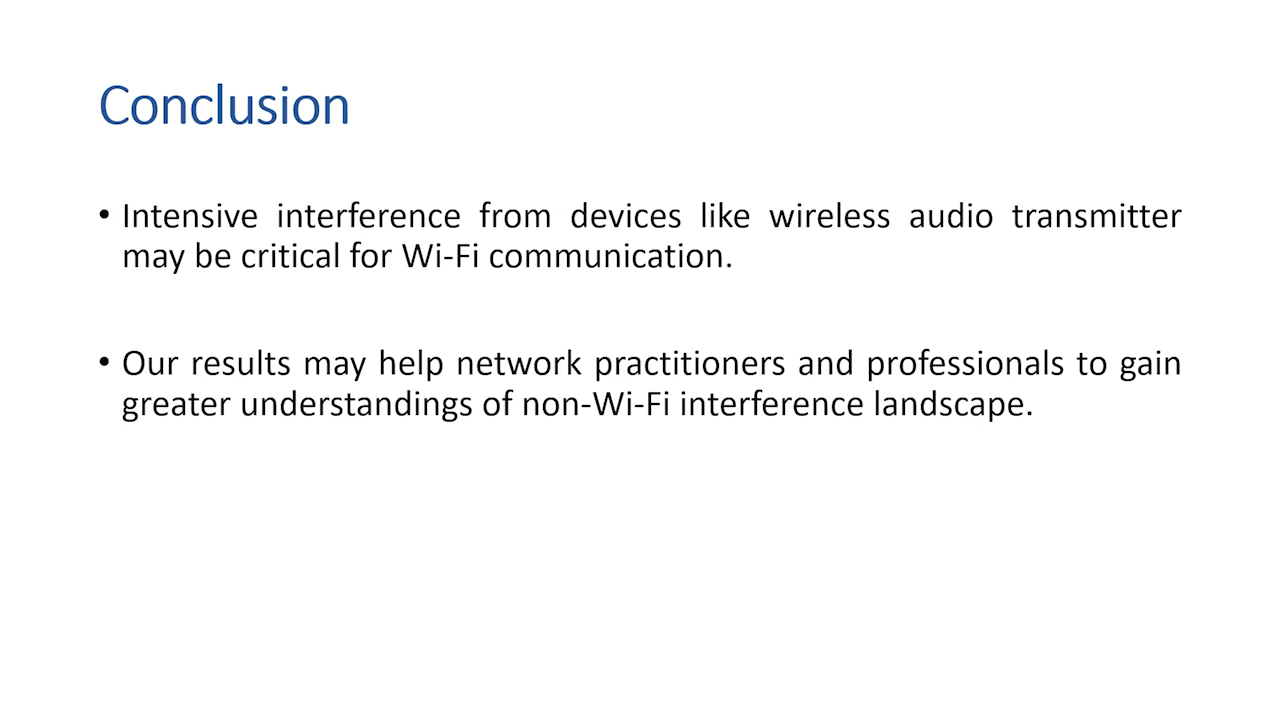 Conclusion
• Intensive interference from devices like wireless audio transmitter
may be critical for Wi-Fi communication.
• Our results may help network practitioners and professionals to gain
greater understandings of non-Wi-Fi interference landscape.